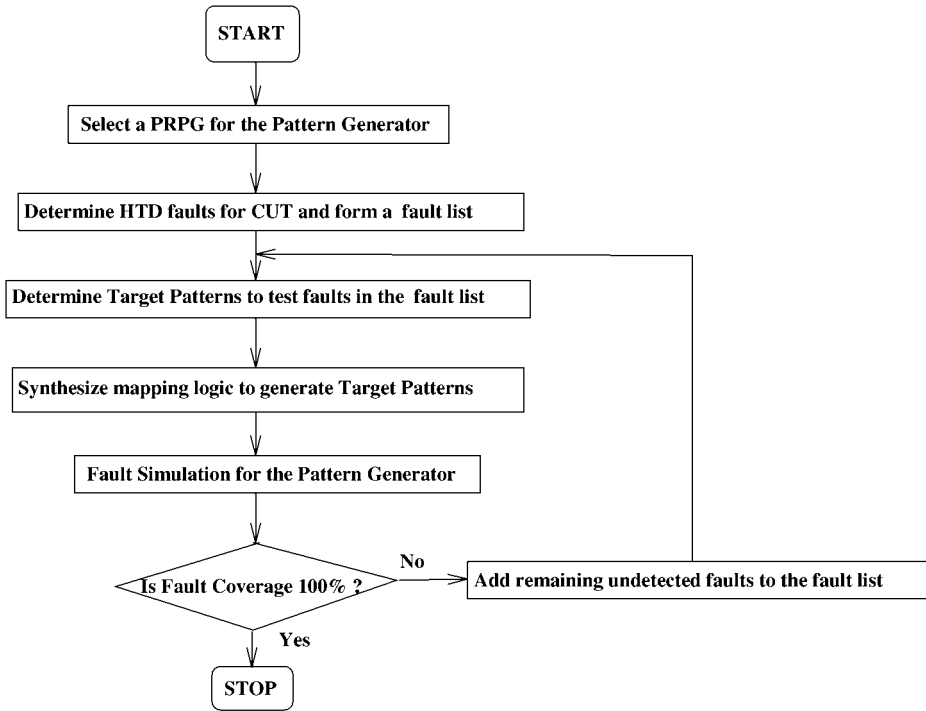 START
Select a PRPG for the Pattern Generator
Determine HTD faults for CUT and form a fault list
Determine Target Patterns to test faults in the fault list
Synthesize mapping logic to generate Target Patterns
Fault Simulation for the Pattern Generator
Is Fault Coverage 100% ?
No
Add remaining undetected faults to the fault list
Yes
STOP